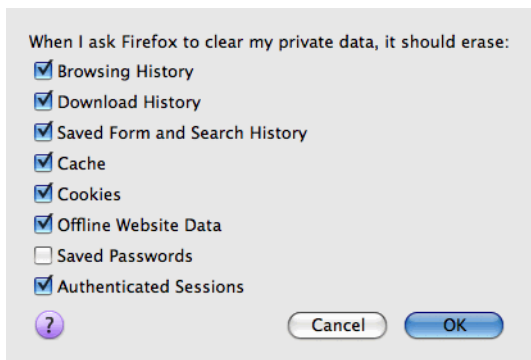 When I ask Firefox to clear my private data, it should erase:
Browsing History
Download History
Saved Form and Search History
Cache
Cookies
Offline Website Data
Saved Passwords
Authenticated Sessions
? Cancel OK